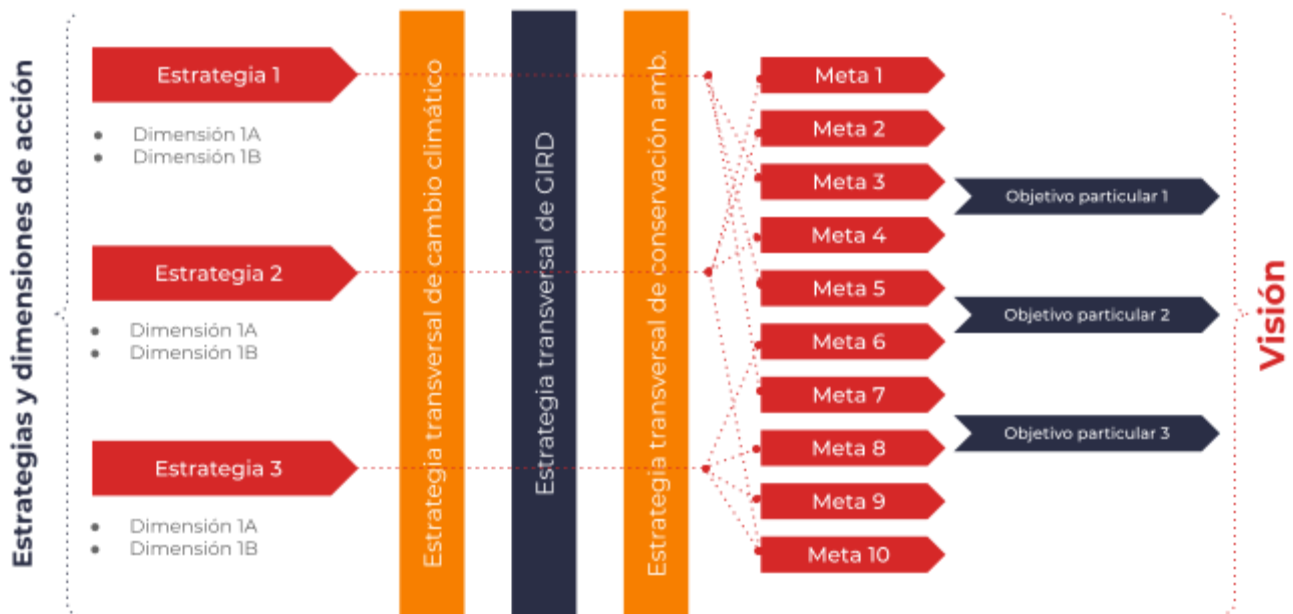 Estrategias y dimensiones de acción
Estrategia 1
Dimensión 1A
Dimensión 1B
Estrategia 2
Dimensión 1A
Dimensión 1B
Estrategia 3
Dimensión 1A
Dimensión 1B
Estrategia transversal de cambio climático
Estrategia transversal de GIRD
Estrategia transversal de conservación amb.
Meta 1
Meta 2
Meta 3
Meta 4
Meta 5
Meta 6
Meta 7
Meta 8
Meta 9
Meta 10
Objetivo particular 1
Objetivo particular 2
Objetivo particular 3
Visión